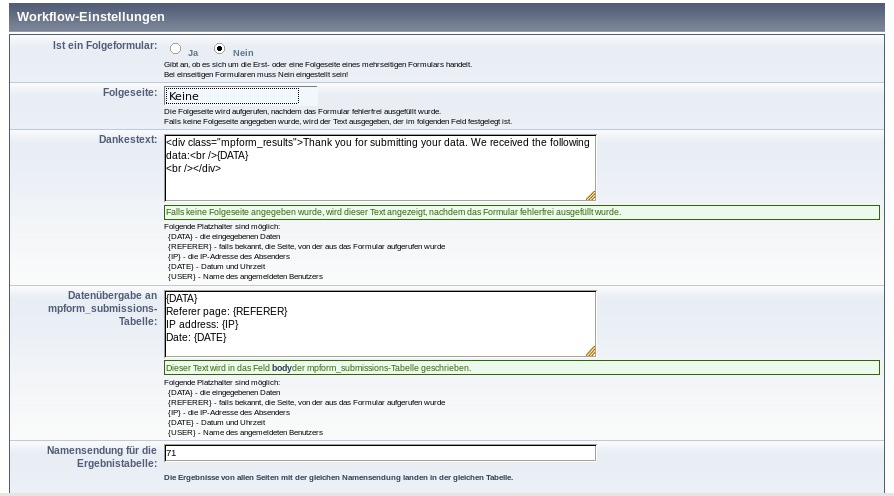 Workflow-Einstellungen
Ist ein Folgeformular:
Ja Nein
Gibt an, ob es sich um die Erst- oder eine Folgeseite eines mehrseitigen Formulars handelt.
Bei einseitigen Formularen muss Nein eingestellt sein!
Folgeseite:
Keine
Die Folgeseite wird aufgerufen, nachdem das Formular fehlerfrei ausgefüllt wurde.
Falls keine Folgeseite angegeben wurde, wird der Text ausgegeben, der im folgenden Feld festgelegt ist.
Dankestext:
<div class="mpform_results">Thank you for submitting your data. We received the following
data:<br />{DATA}
<br /></div>
Falls keine Folgeseite angegeben wurde, wird dieser Text angezeigt, nachdem das Formular fehlerfrei ausgefüllt wurde.
Folgende Platzhalter sind möglich:
{DATA} - die eingegebenen Daten
{REFERER} - falls bekannt, die Seite, von der aus das Formular aufgerufen wurde
{IP} - die IP-Adresse des Absenders
{DATE} - Datum und Uhrzeit
{USER} - Name des angemeldeten Benutzers
Datenübergabe an
mpform_submissions-
Tabelle:
{DATA}
Referer page: {REFERER}
IP address: {IP}
Date: {DATE}
Dieser Text wird in das Feld bodyder mpform_submissions-Tabelle geschrieben.
Folgende Platzhalter sind möglich:
{DATA} - die eingegebenen Daten
{REFERER} - falls bekannt, die Seite, von der aus das Formular aufgerufen wurde
{IP} - die IP-Adresse des Absenders
{DATE} - Datum und Uhrzeit
{USER} - Name des angemeldeten Benutzers
Namensendung für die
Ergebnistabelle:
71
Die Ergebnisse von allen Seiten mit der gleichen Namensendung landen in der gleichen Tabelle.